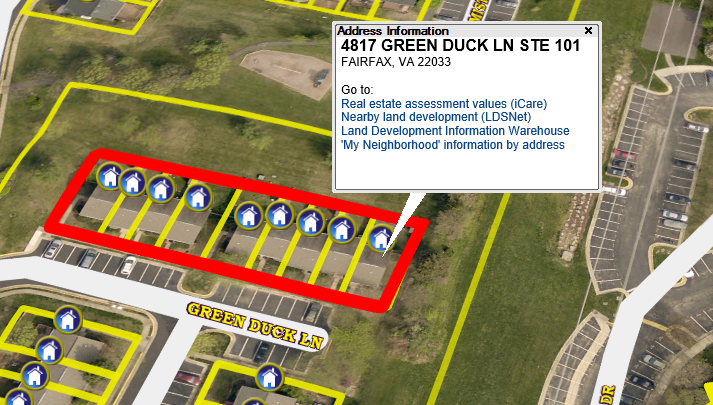 Address Information
4817 GREEN DUCK LN STE 101
FAIRFAX, VA 22033
Go to:
Real estate assessment values (iCare)
Nearby land development (LDSNet)
Land Development Information Warehouse
'My Neighborhood' information by address
GREEN DUCK LN
DR